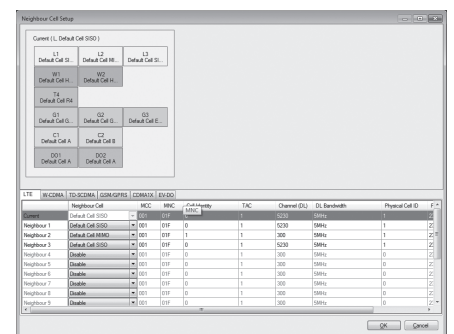 Neighbour Cell Setup
Current ( L, Default Cell SISO )
L1 L2 L3
Default Cell SI... Default Cell MI... Default Cell SI...
W1 W2
Default Cell H... Default Cell H...
T4
Default Cell R4
G1 G2 G3
Default Cell G... Default Cell G... Default Cell E...
C1 C2
Default Cell A Default Cell B
DO1 DO2
Default Cell A Default Cell A
LTE W-CDMA TD-SCDMA GSM/GPRS CDMA1X EV-DO
Neighbour Cell MCC MNC Cell Identity TAC Channel (DL) DL Bandwidth Physical Cell ID F
MNC
Current Default Cell SISO 001 01F 0 1 5230 5MHz 1
Neighbour 1 Default Cell SISO 001 01F 0 1 5230 5MHz 1
Neighbour 2 Default Cell MIMO 001 01F 1 1 300 5MHz 0
Neighbour 3 Default Cell SISO 001 01F 0 1 5230 5MHz 1
Neighbour 4 Disable 001 01F 0 1 300 5MHz 0
Neighbour 5 Disable 001 01F 0 1 300 5MHz 0
Neighbour 6 Disable 001 01F 0 1 300 5MHz 0
Neighbour 7 Disable 001 01F 0 1 300 5MHz 0
Neighbour 8 Disable 001 01F 0 1 300 5MHz 0
Neighbour 9 Disable 001 01F 0 1 300 5MHz 0
OK Cancel